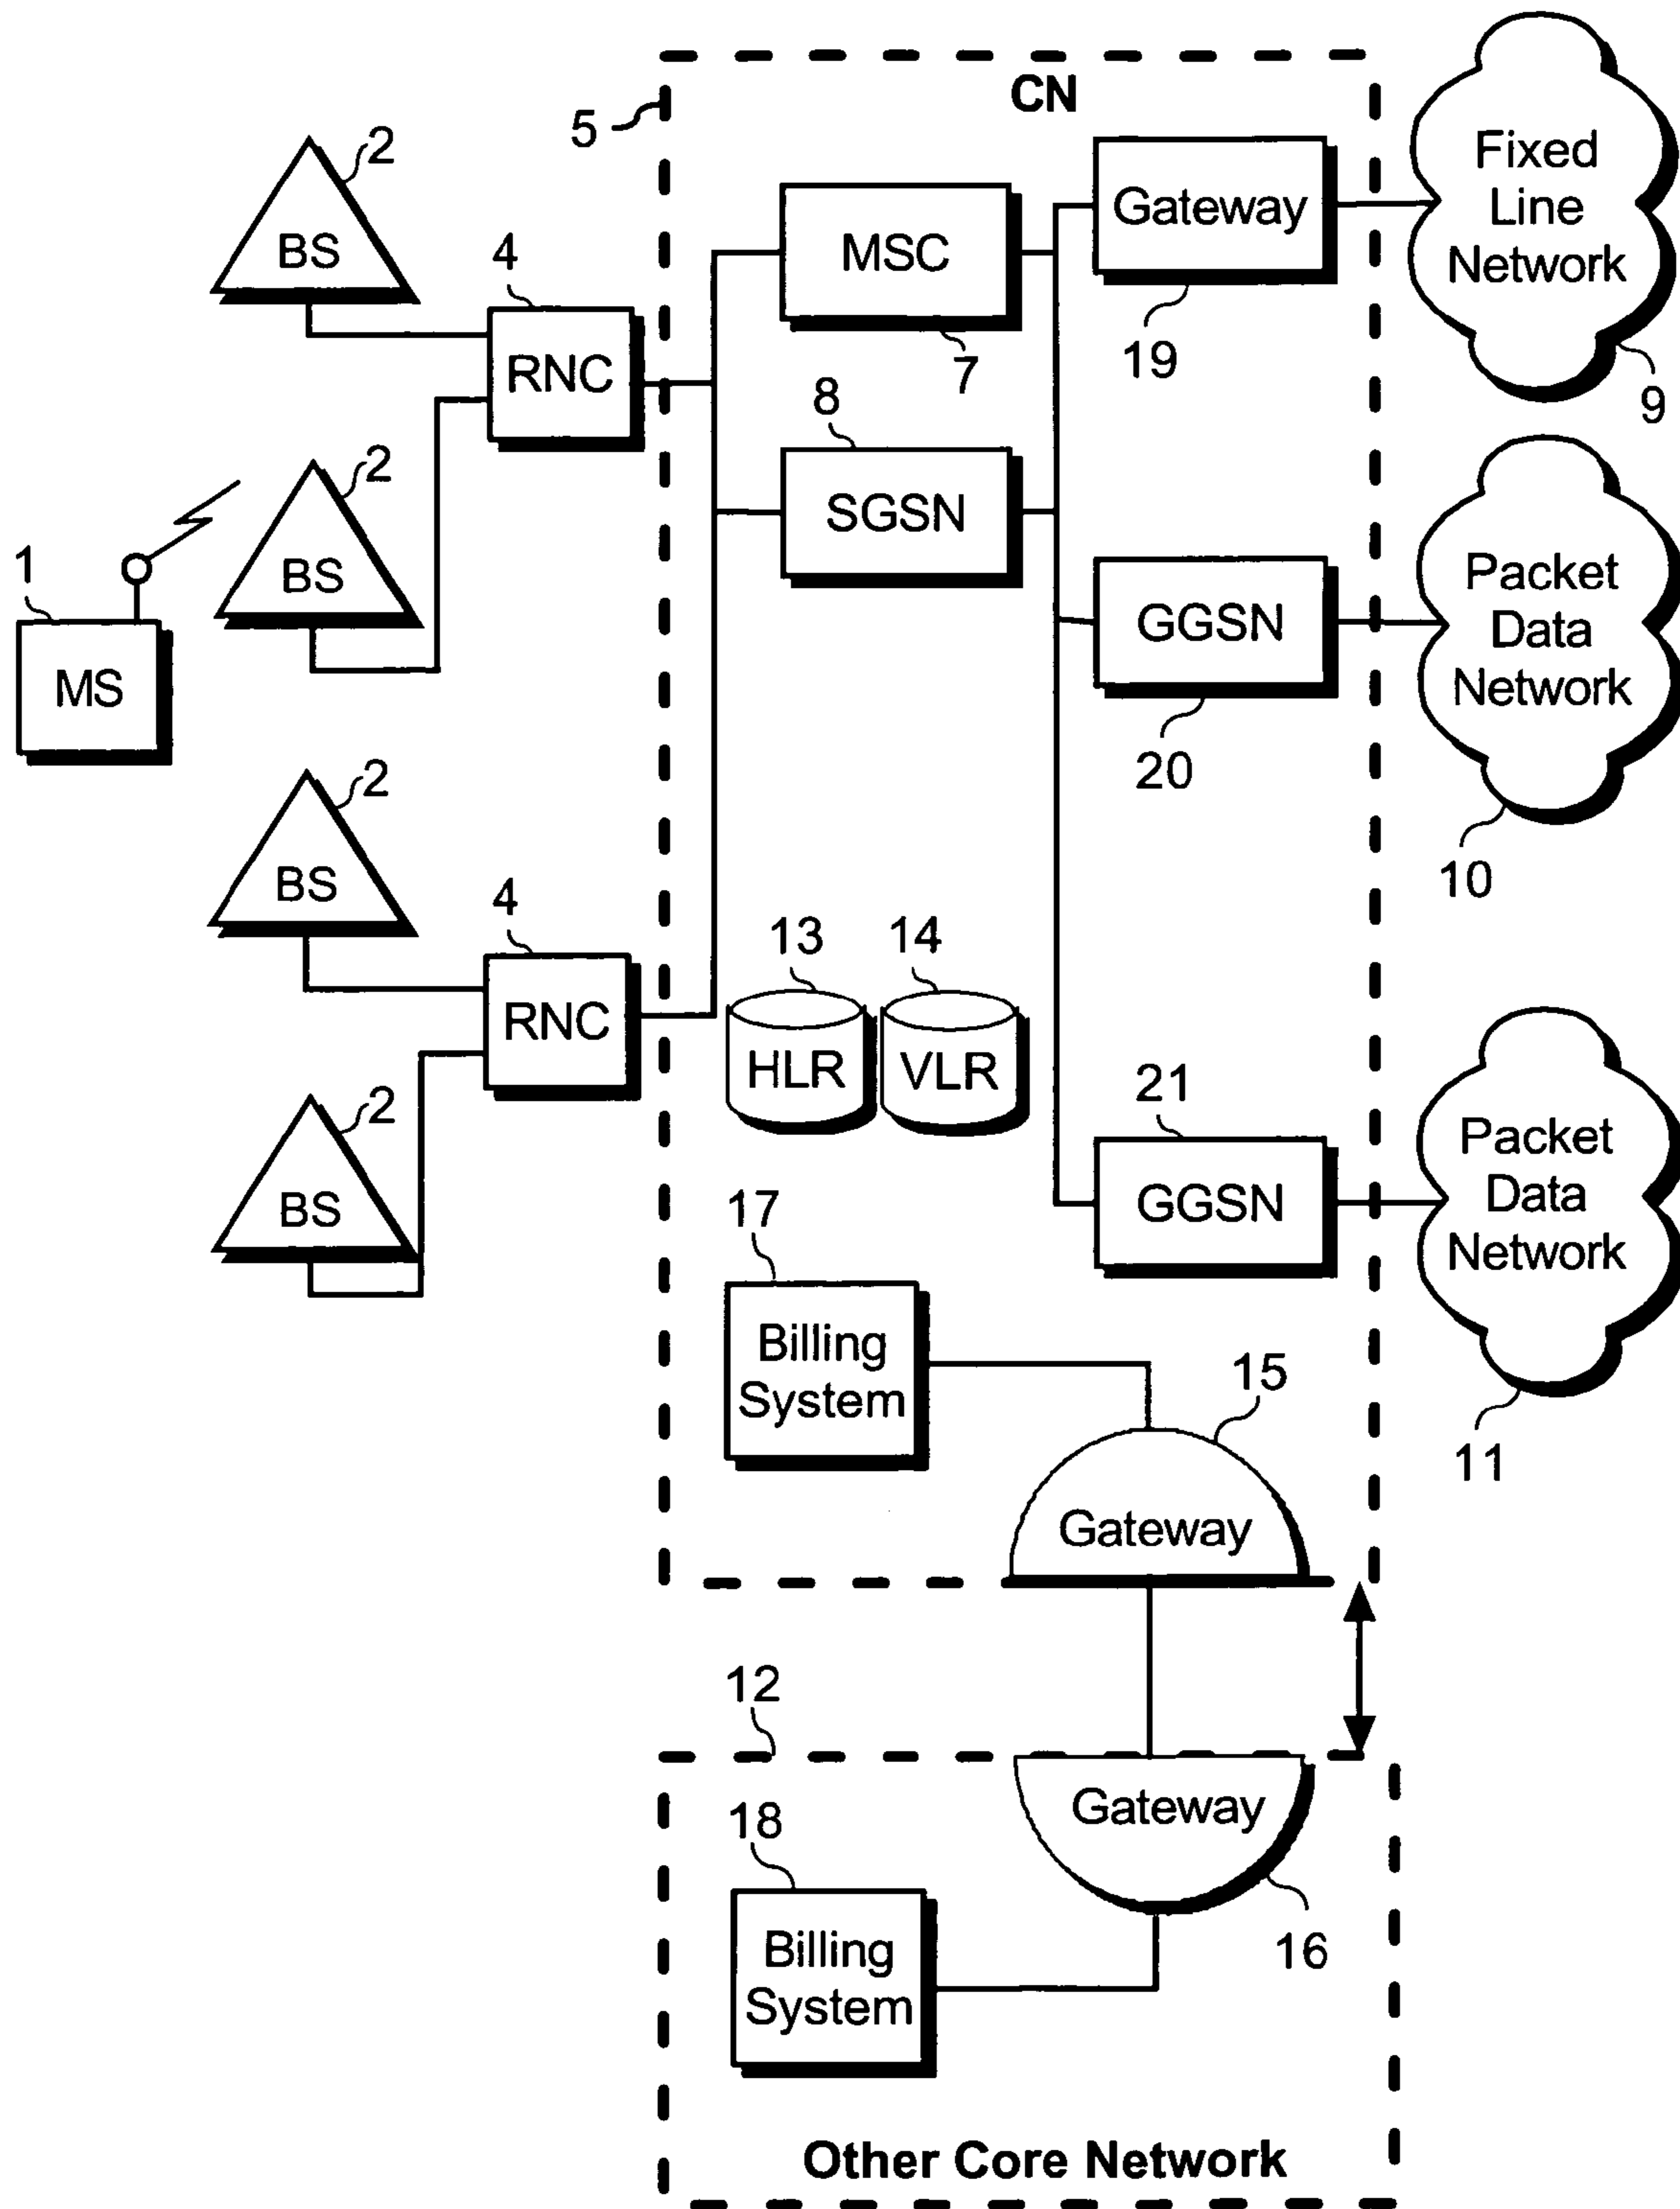 CN
5
2
BS
4
RNC
MSC
7
Gateway
19
Fixed
Line
Network
9
2
BS
8
SGSN
1
MS
GGSN
20
Packet
Data
Network
10
2
BS
4
RNC
13
HLR
14
VLR
2
BS
21
GGSN
Packet
Data
Network
11
17
Billing
System
15
Gateway
12
Gateway
16
18
Billing
System
Other Core Network